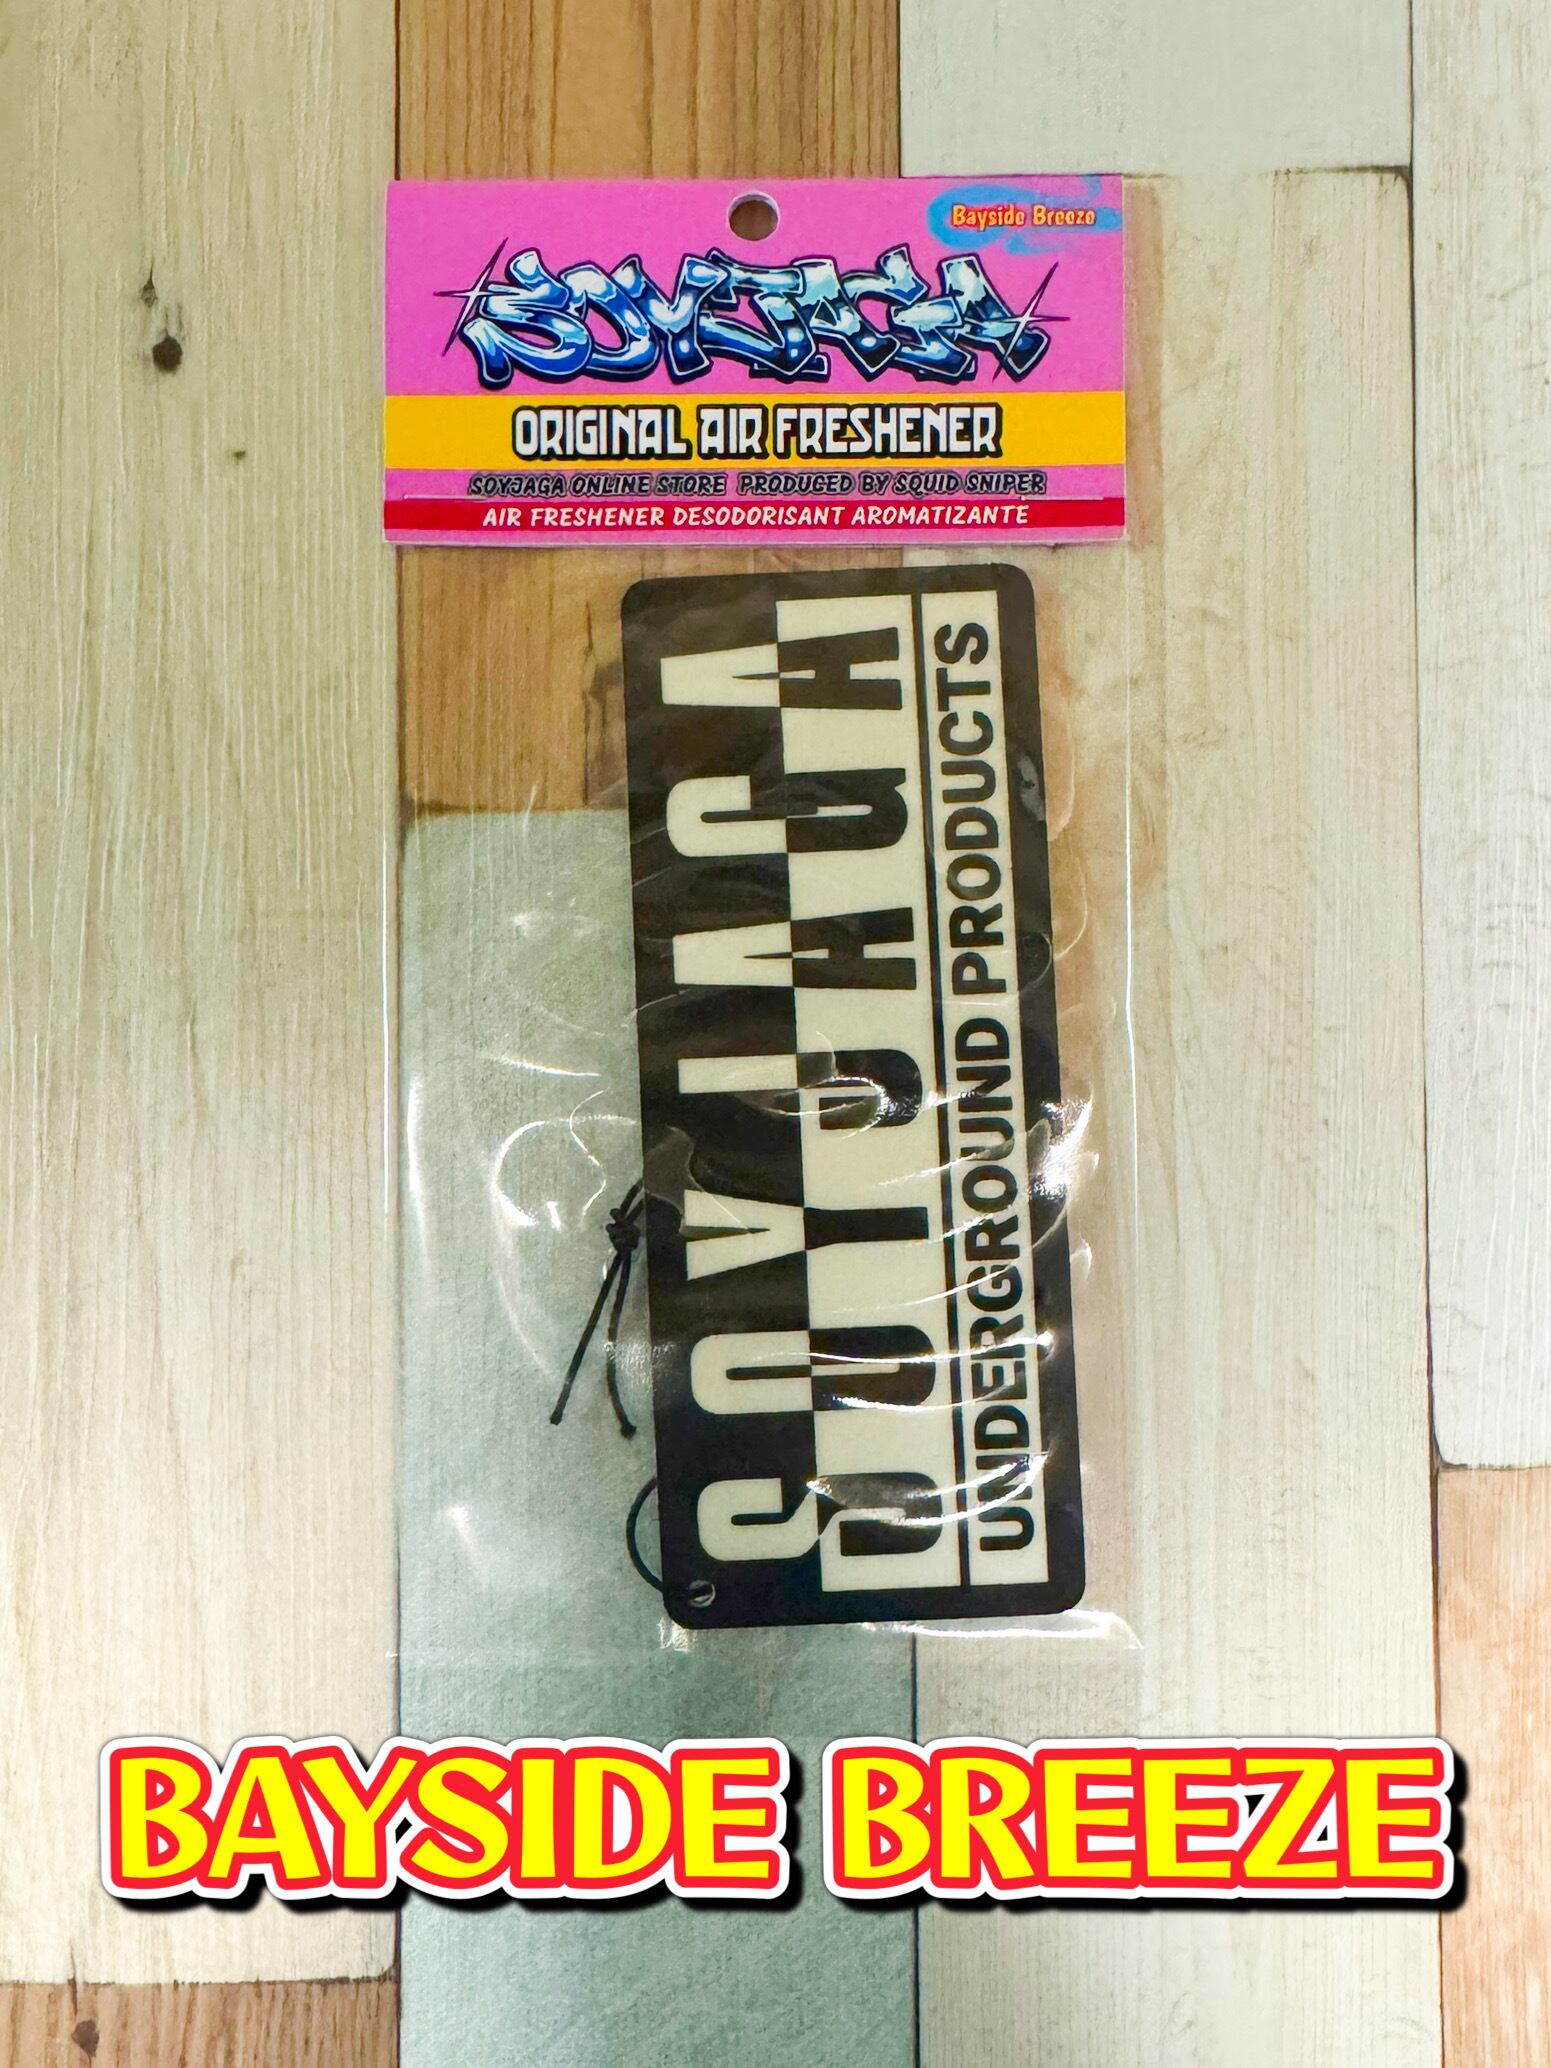 Bayside Breeze
SOYJAGA
ORIGINAL AIR FRESHENER
SOYJAGA ONLINE STORE PRODUCED BY SQUID SNIPER
AIR FRESHENER DESODORISANT AROMATIZANTE
SOYJAGA
UNDERGROUND PRODUCTS
BAYSIDE BREEZE